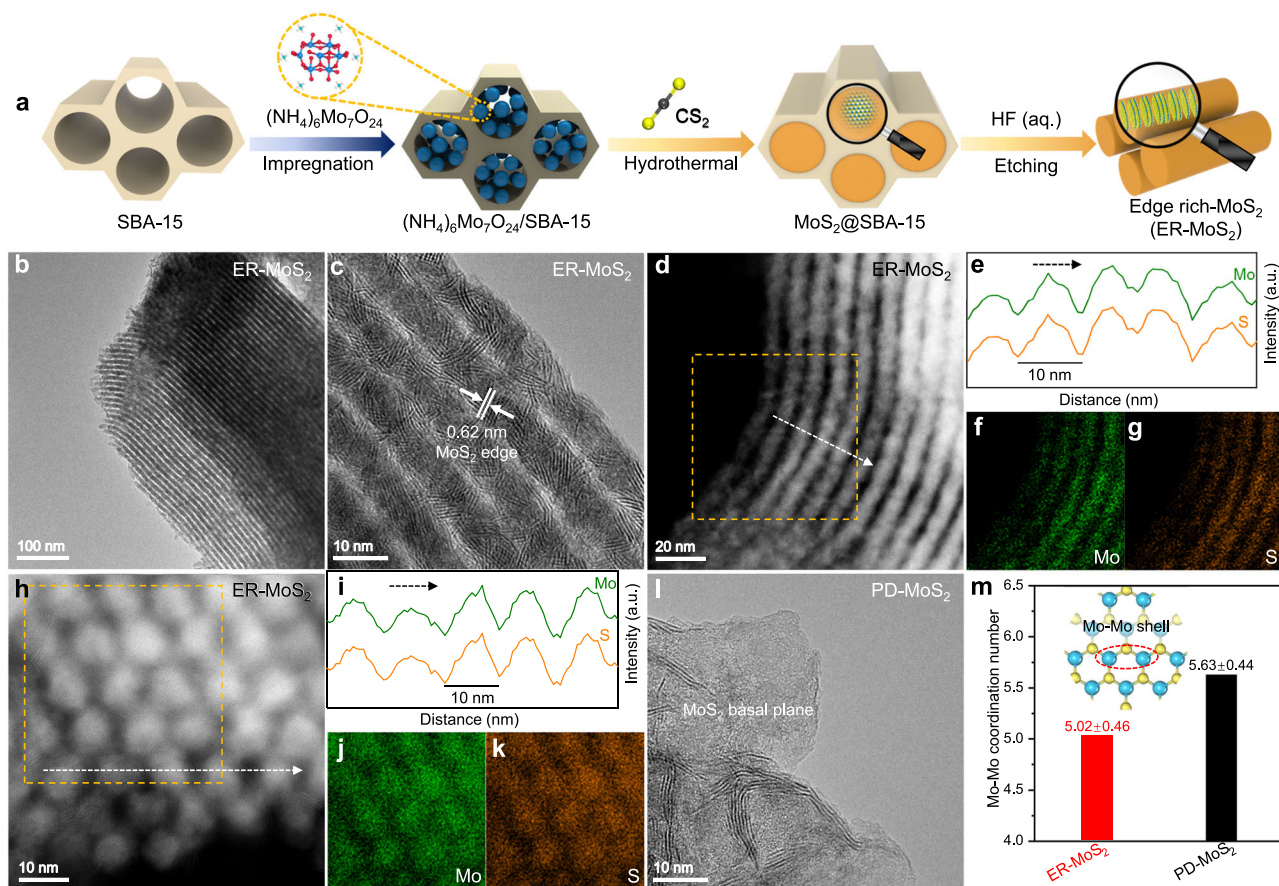 a
(NH₄)₆Mo₇O₂₄
Impregnation
CS₂
Hydrothermal
HF (aq.)
Etching
SBA-15
(NH₄)₆Mo₇O₂₄/SBA-15
MoS₂@SBA-15
Edge rich-MoS₂
(ER-MoS₂)
b
ER-MoS₂
100 nm
c
ER-MoS₂
0.62 nm
MoS₂ edge
10 nm
d
ER-MoS₂
20 nm
e
Mo
S
10 nm
Distance (nm)
Intensity (a.u.)
f
Mo
g
S
h
ER-MoS₂
10 nm
i
Mo
S
10 nm
Distance (nm)
Intensity (a.u.)
j
Mo
k
S
l
PD-MoS₂
MoS₂ basal plane
10 nm
m
Mo-Mo coordination number
6.5
6.0
5.5
5.0
4.5
4.0
Mo-Mo shell
5.02±0.46
5.63±0.44
ER-MoS₂
PD-MoS₂